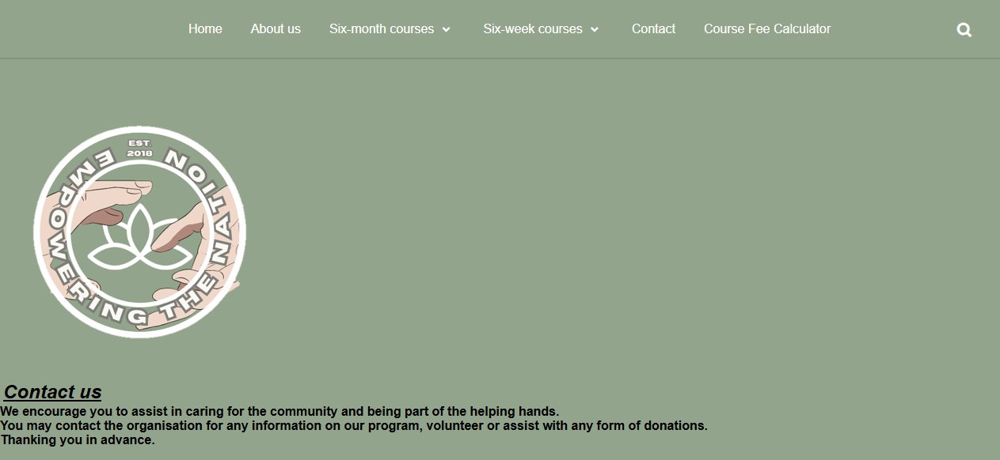 Home About us Six-month courses Six-week courses Contact Course Fee Calculator
EST.
2018
EMPOWERING THE NATION
Contact us
We encourage you to assist in caring for the community and being part of the helping hands.
You may contact the organisation for any information on our program, volunteer or assist with any form of donations.
Thanking you in advance.